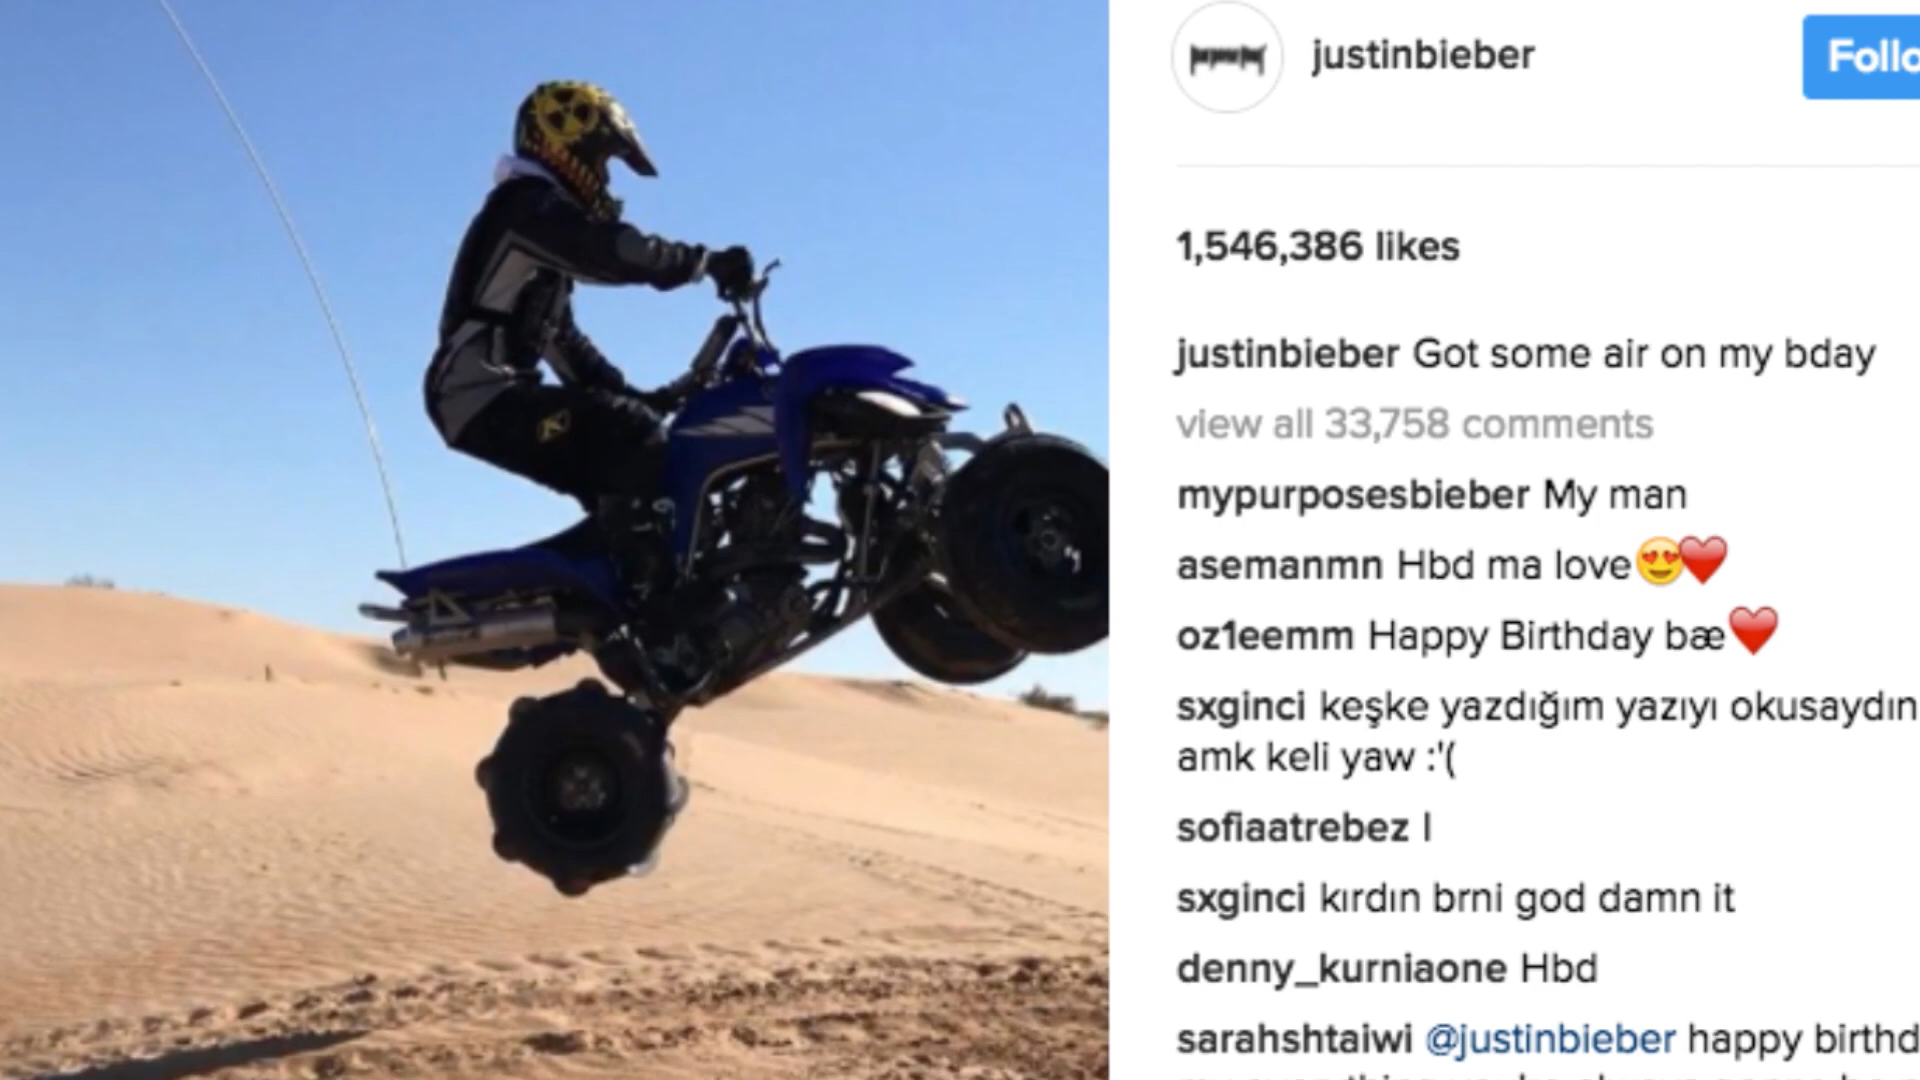 justinbieber
Follo
1,546,386 likes
justinbieber Got some air on my bday
view all 33,758 comments
mypurposesbieber My man
asemanmn Hbd ma love😍❤️
oz1eemm Happy Birthday bæ❤️
sxginci keşke yazdığım yazıyı okusaydın
amk keli yaw :'(
sofiaatrebez I
sxginci kırdın brni god damn it
denny_kurniaone Hbd
sarahshtaiwi @justinbieber happy birthd